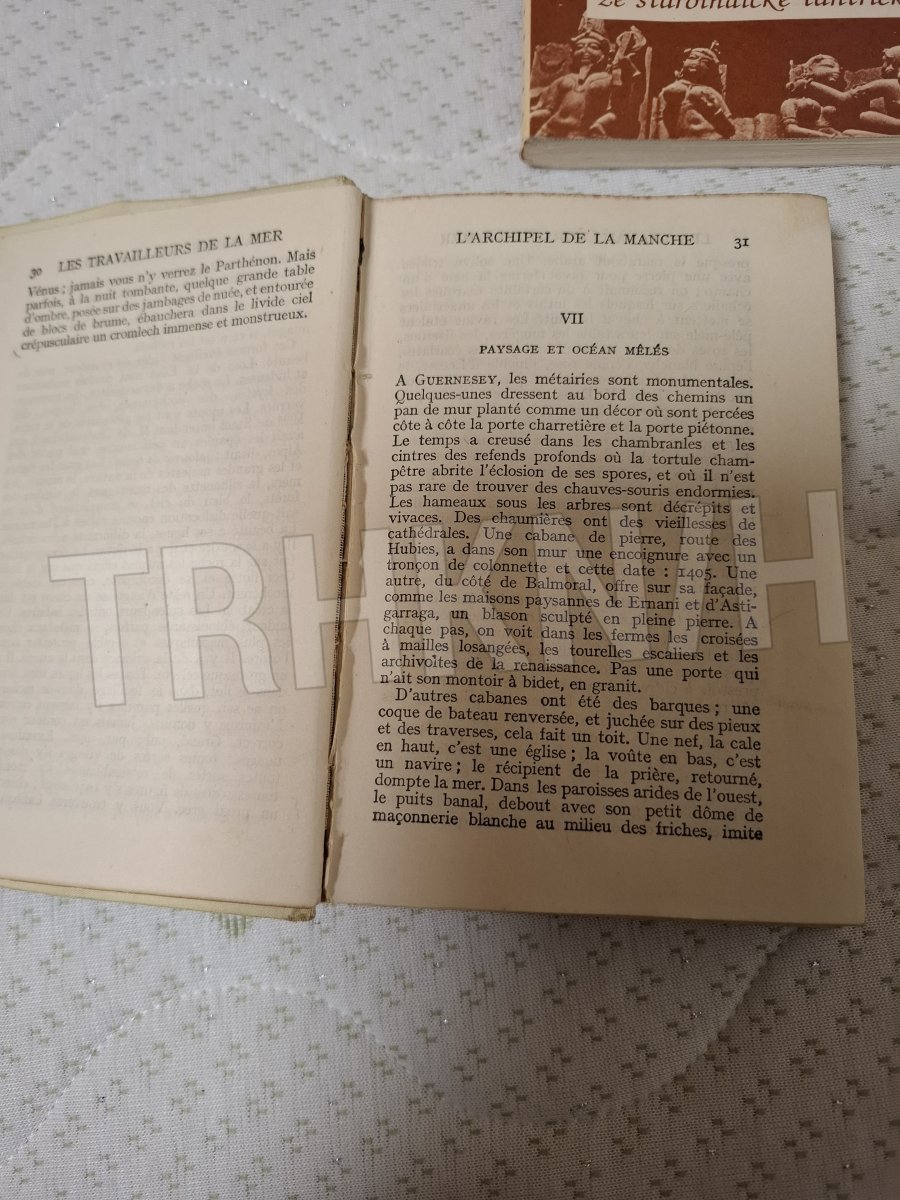 ze staroindické tantrické
30 LES TRAVAILLEURS DE LA MER
Vénus ; jamais vous n'y verrez le Parthénon. Mais
parfois, à la nuit tombante, quelque grande table
d'ombre, posée sur des jambages de nuée, et entourée
de blocs de brume, ébauchera dans le livide ciel
crépusculaire un cromlech immense et monstrueux.
L'ARCHIPEL DE LA MANCHE 31
VII
PAYSAGE ET OCÉAN MÊLÉS
A GUERNESEY, les métairies sont monumentales.
Quelques-unes dressent au bord des chemins un
pan de mur planté comme un décor où sont percées
côte à côte la porte charretière et la porte piétonne.
Le temps a creusé dans les chambranles et les
cintres des refends profonds où la tortule cham-
pêtre abrite l'éclosion de ses spores, et où il n'est
pas rare de trouver des chauves-souris endormies.
Les hameaux sous les arbres sont décrépits et
vivaces. Des chaumières ont des vieillesses de
cathédrales. Une cabane de pierre, route des
Hubies, a dans son mur une encoignure avec un
tronçon de colonnette et cette date : 1405. Une
autre, du côté de Balmoral, offre sur sa façade,
comme les maisons paysannes de Ernani et d'Asti-
garraga, un blason sculpté en pleine pierre. A
chaque pas, on voit dans les fermes les croisées
à mailles losangées, les tourelles escaliers et les
archivoltes de la renaissance. Pas une porte qui
n'ait son montoir à bidet, en granit.
D'autres cabanes ont été des barques ; une
coque de bateau renversée, et juchée sur des pieux
et des traverses, cela fait un toit. Une nef, la cale
en haut, c'est une église ; la voûte en bas, c'est
un navire ; le récipient de la prière, retourné,
dompte la mer. Dans les paroisses arides de l'ouest,
le puits banal, debout avec son petit dôme de
maçonnerie blanche au milieu des friches, imite